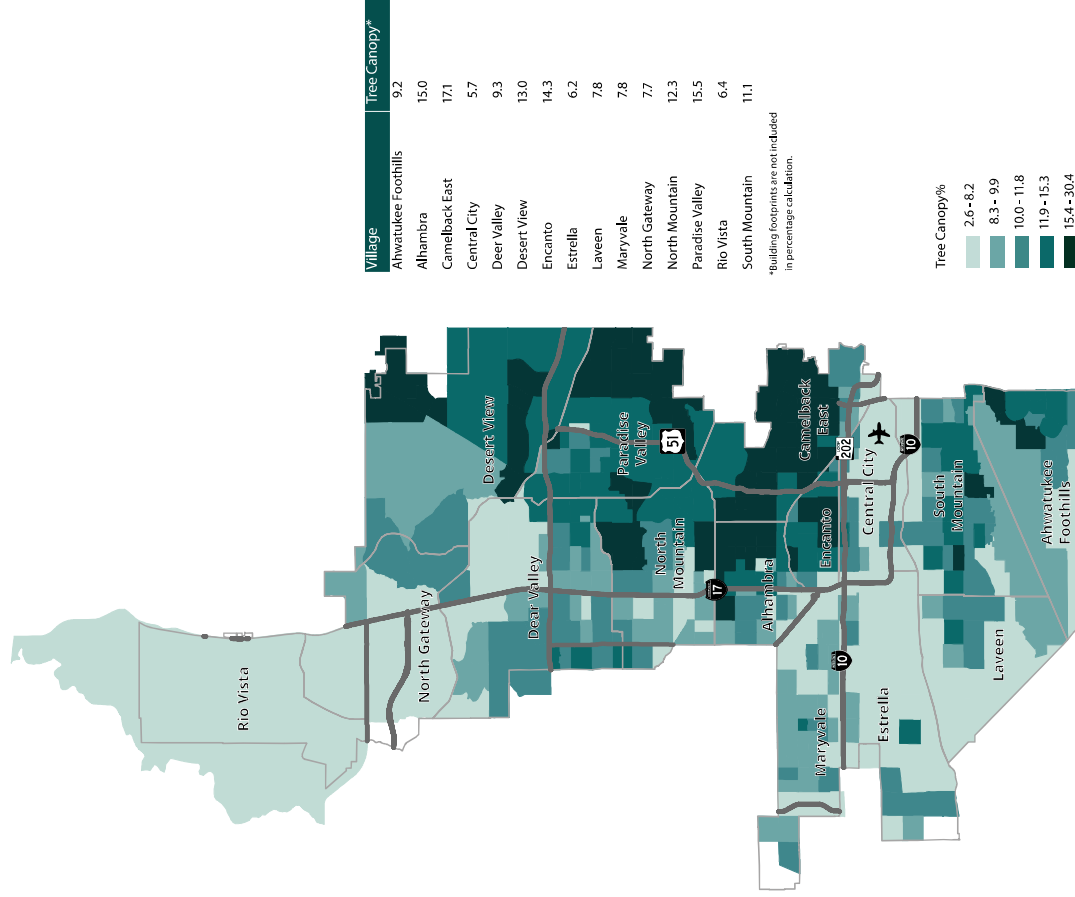 Village Tree Canopy*
Ahwatukee Foothills 9.2
Alhambra 15.0
Camelback East 17.1
Central City 5.7
Deer Valley 9.3
Desert View 13.0
Encanto 14.3
Estrella 6.2
Laveen 7.8
Maryvale 7.8
North Gateway 7.7
North Mountain 12.3
Paradise Valley 15.5
Rio Vista 6.4
South Mountain 11.1
*Building footprints are not included
in percentage calculation.
Tree Canopy%
2.6 - 8.2
8.3 - 9.9
10.0 - 11.8
11.9 - 15.3
15.4 - 30.4
Rio Vista
North Gateway
Desert View
Dear Valley
Paradise
Valley
51
North
Mountain
17
Alhambra
Camelback
East
202
Encanto
Central City
10
10
Maryvale
Estrella
South
Mountain
Laveen
Ahwatukee
Foothills